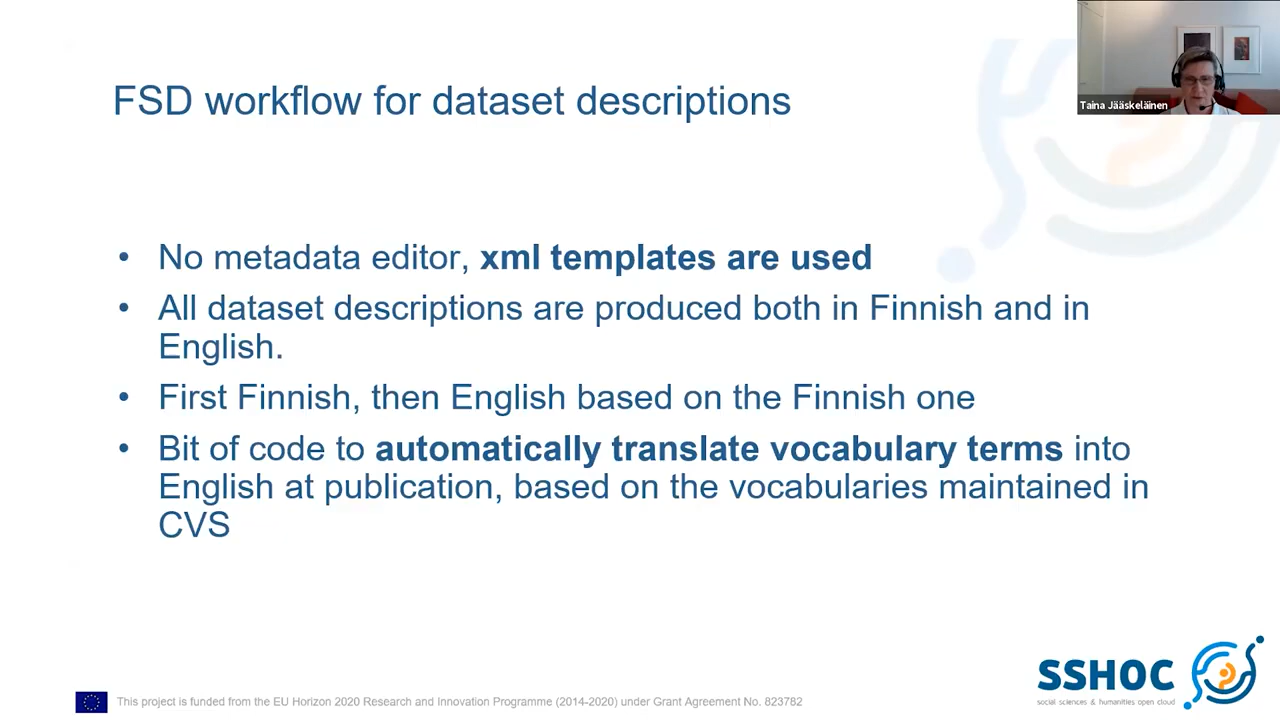 Taina Jääskeläinen
FSD workflow for dataset descriptions
• No metadata editor, xml templates are used
• All dataset descriptions are produced both in Finnish and in
English.
• First Finnish, then English based on the Finnish one
• Bit of code to automatically translate vocabulary terms into
English at publication, based on the vocabularies maintained in
CVS
This project is funded from the EU Horizon 2020 Research and Innovation Programme (2014-2020) under Grant Agreement No. 823782
SSHOC
social sciences & humanities open cloud